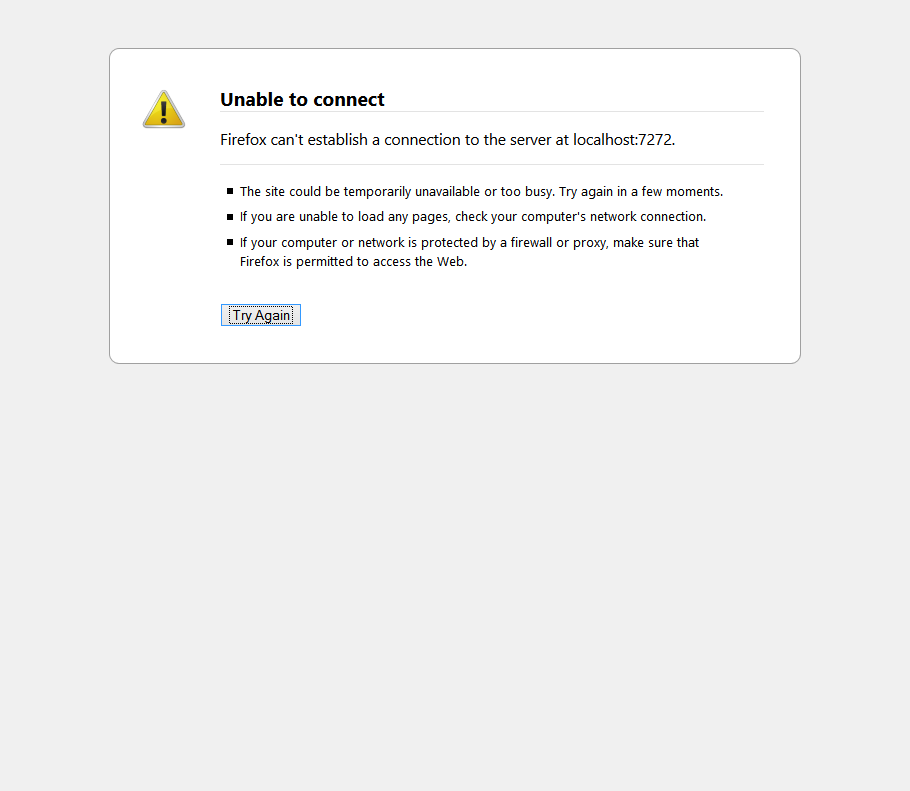 Unable to connect
Firefox can't establish a connection to the server at localhost:7272.
The site could be temporarily unavailable or too busy. Try again in a few moments.
If you are unable to load any pages, check your computer's network connection.
If your computer or network is protected by a firewall or proxy, make sure that
Firefox is permitted to access the Web.
Try Again